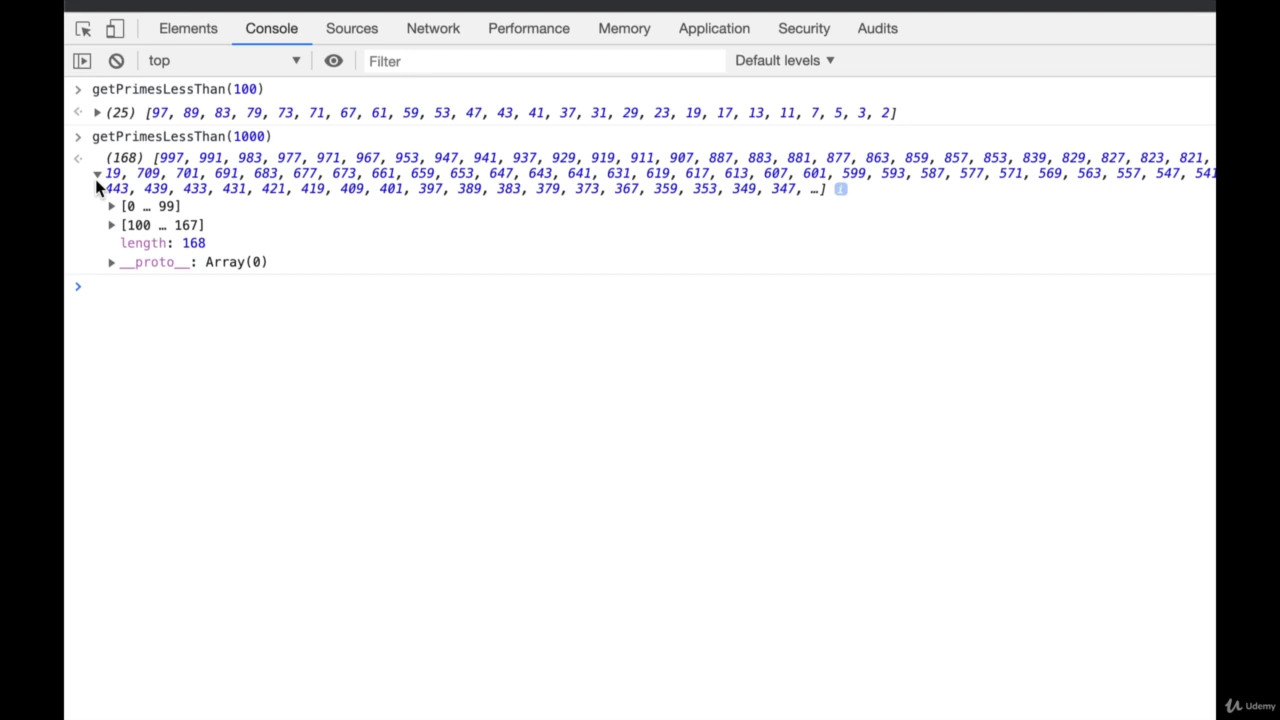 Elements Console Sources Network Performance Memory Application Security Audits
top Filter Default levels
getPrimesLessThan(100)
(25) [97, 89, 83, 79, 73, 71, 67, 61, 59, 53, 47, 43, 41, 37, 31, 29, 23, 19, 17, 13, 11, 7, 5, 3, 2]
getPrimesLessThan(1000)
(168) [997, 991, 983, 977, 971, 967, 953, 947, 941, 937, 929, 919, 911, 907, 887, 883, 881, 877, 863, 859, 857, 853, 839, 829, 827, 823, 821,
19, 709, 701, 691, 683, 677, 673, 661, 659, 653, 647, 643, 641, 631, 619, 617, 613, 607, 601, 599, 593, 587, 577, 571, 569, 563, 557, 547, 541
443, 439, 433, 431, 421, 419, 409, 401, 397, 389, 383, 379, 373, 367, 359, 353, 349, 347, …] i
[0 … 99]
[100 … 167]
length: 168
__proto__: Array(0)
Udemy